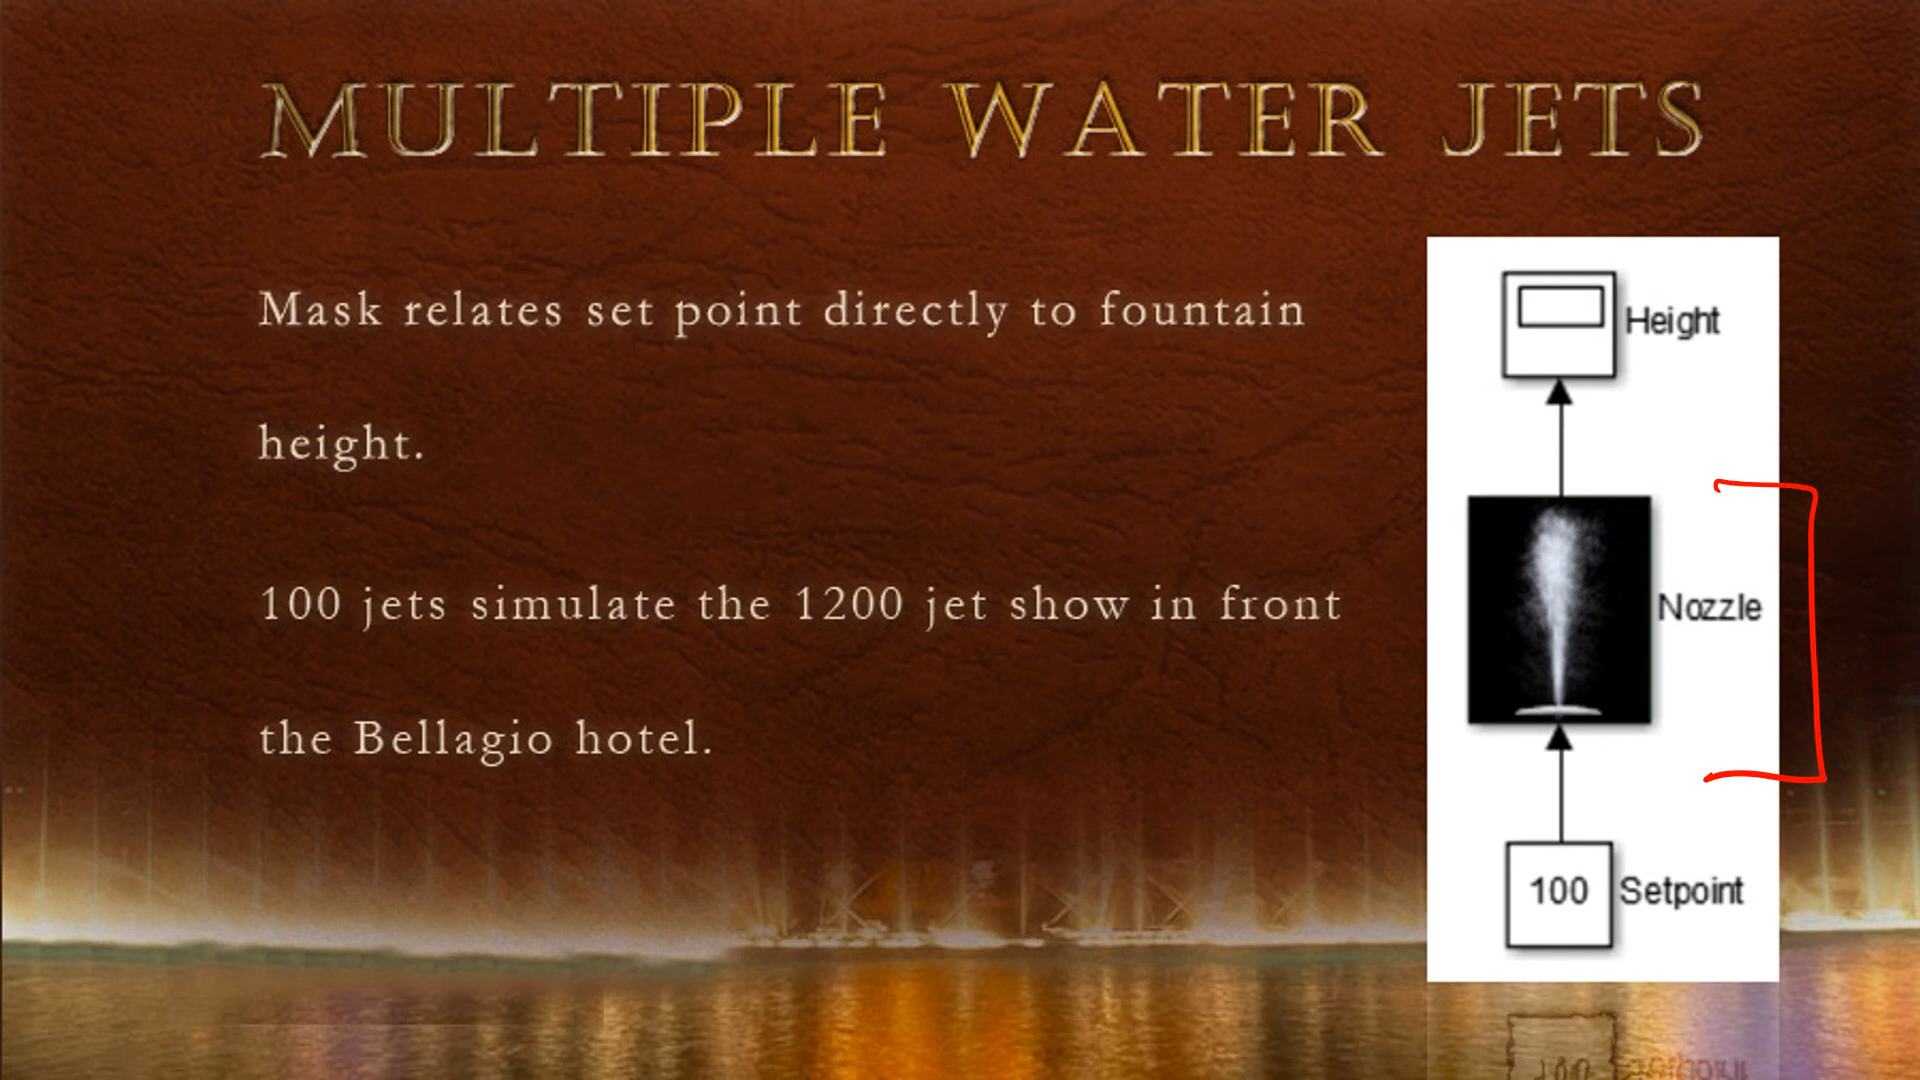 MULTIPLE WATER JETS
Mask relates set point directly to fountain
height.
100 jets simulate the 1200 jet show in front
the Bellagio hotel.
Height
Nozzle
100 Setpoint